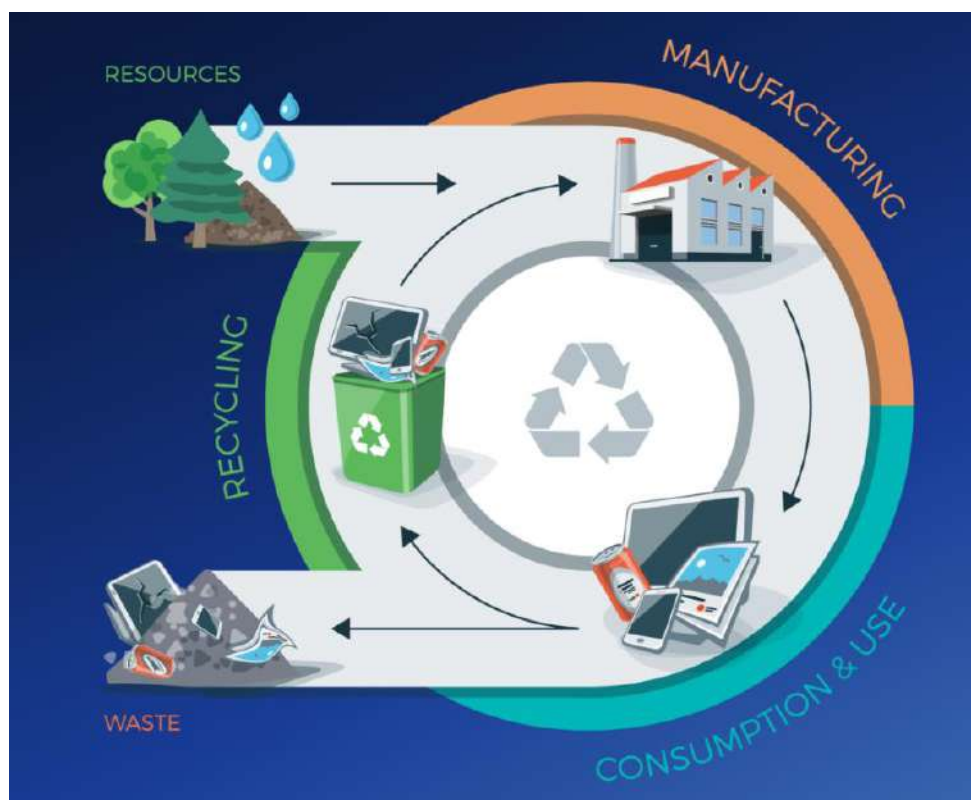 RESOURCES
MANUFACTURING
RECYCLING
WASTE
CONSUMPTION & USE